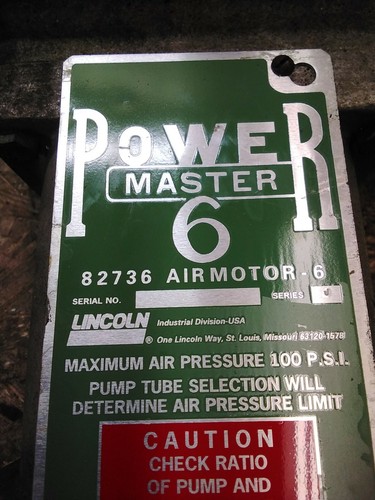 POWER
MASTER
6
82736 AIRMOTOR-6
SERIAL NO. SERIES
LINCOLN Industrial Division-USA
® One Lincoln Way, St. Louis, Missouri 63120-1578
MAXIMUM AIR PRESSURE 100 P.S.I.
PUMP TUBE SELECTION WILL
DETERMINE AIR PRESSURE LIMIT
CAUTION
CHECK RATIO
OF PUMP AND